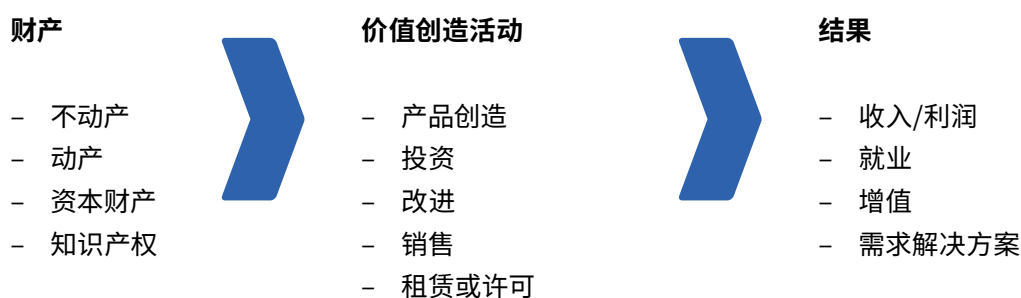 财产
– 不动产
– 动产
– 资本财产
– 知识产权
价值创造活动
– 产品创造
– 投资
– 改进
– 销售
– 租赁或许可
结果
– 收入/利润
– 就业
– 增值
– 需求解决方案